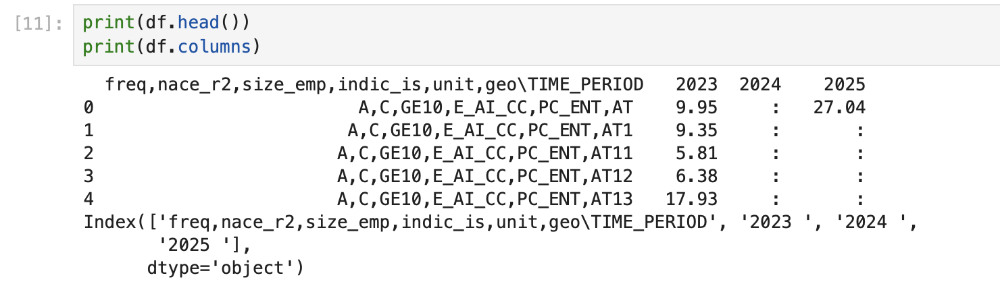 [11]: print(df.head())
print(df.columns)
freq,nace_r2,size_emp,indic_is,unit,geo\TIME_PERIOD 2023 2024 2025
0 A,C,GE10,E_AI_CC,PC_ENT,AT 9.95 : 27.04
1 A,C,GE10,E_AI_CC,PC_ENT,AT1 9.35 : :
2 A,C,GE10,E_AI_CC,PC_ENT,AT11 5.81 : :
3 A,C,GE10,E_AI_CC,PC_ENT,AT12 6.38 : :
4 A,C,GE10,E_AI_CC,PC_ENT,AT13 17.93 : :
Index(['freq,nace_r2,size_emp,indic_is,unit,geo\TIME_PERIOD', '2023 ', '2024 ',
'2025 '],
dtype='object')